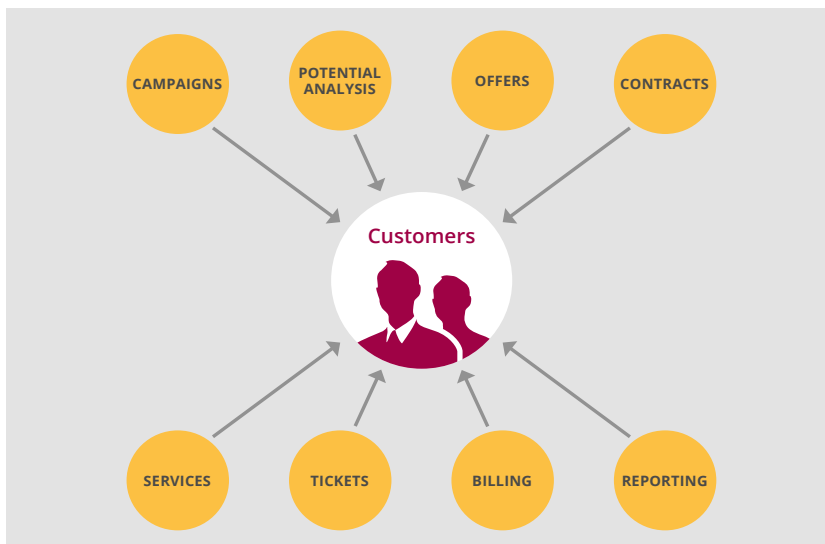 CAMPAIGNS
POTENTIAL
ANALYSIS
OFFERS
CONTRACTS
Customers
SERVICES
TICKETS
BILLING
REPORTING